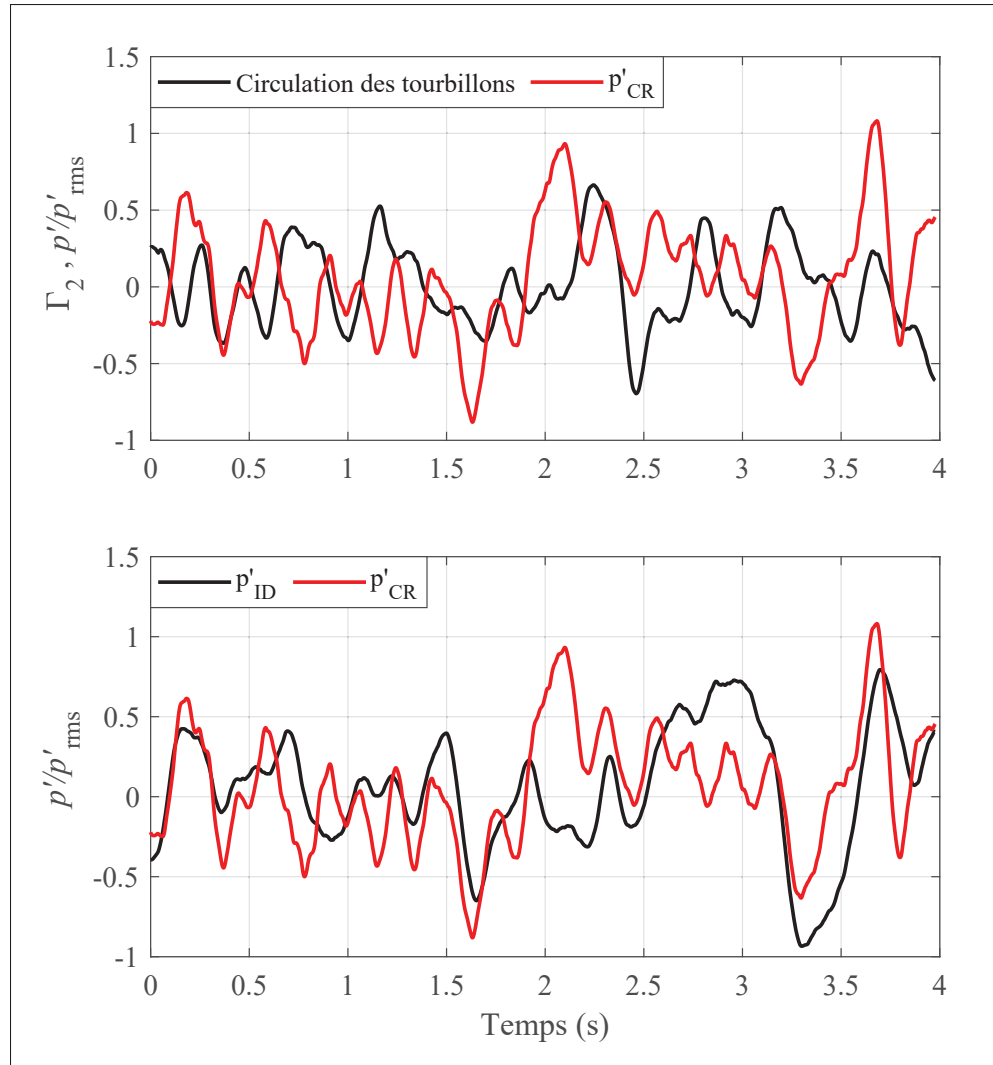 Circulation des tourbillons p'CR
Γ2 , p'/p'rms
1.5
1
0.5
0
-0.5
-1
0 0.5 1 1.5 2 2.5 3 3.5 4
p'ID p'CR
p'/p'rms
1.5
1
0.5
0
-0.5
-1
0 0.5 1 1.5 2 2.5 3 3.5 4
Temps (s)